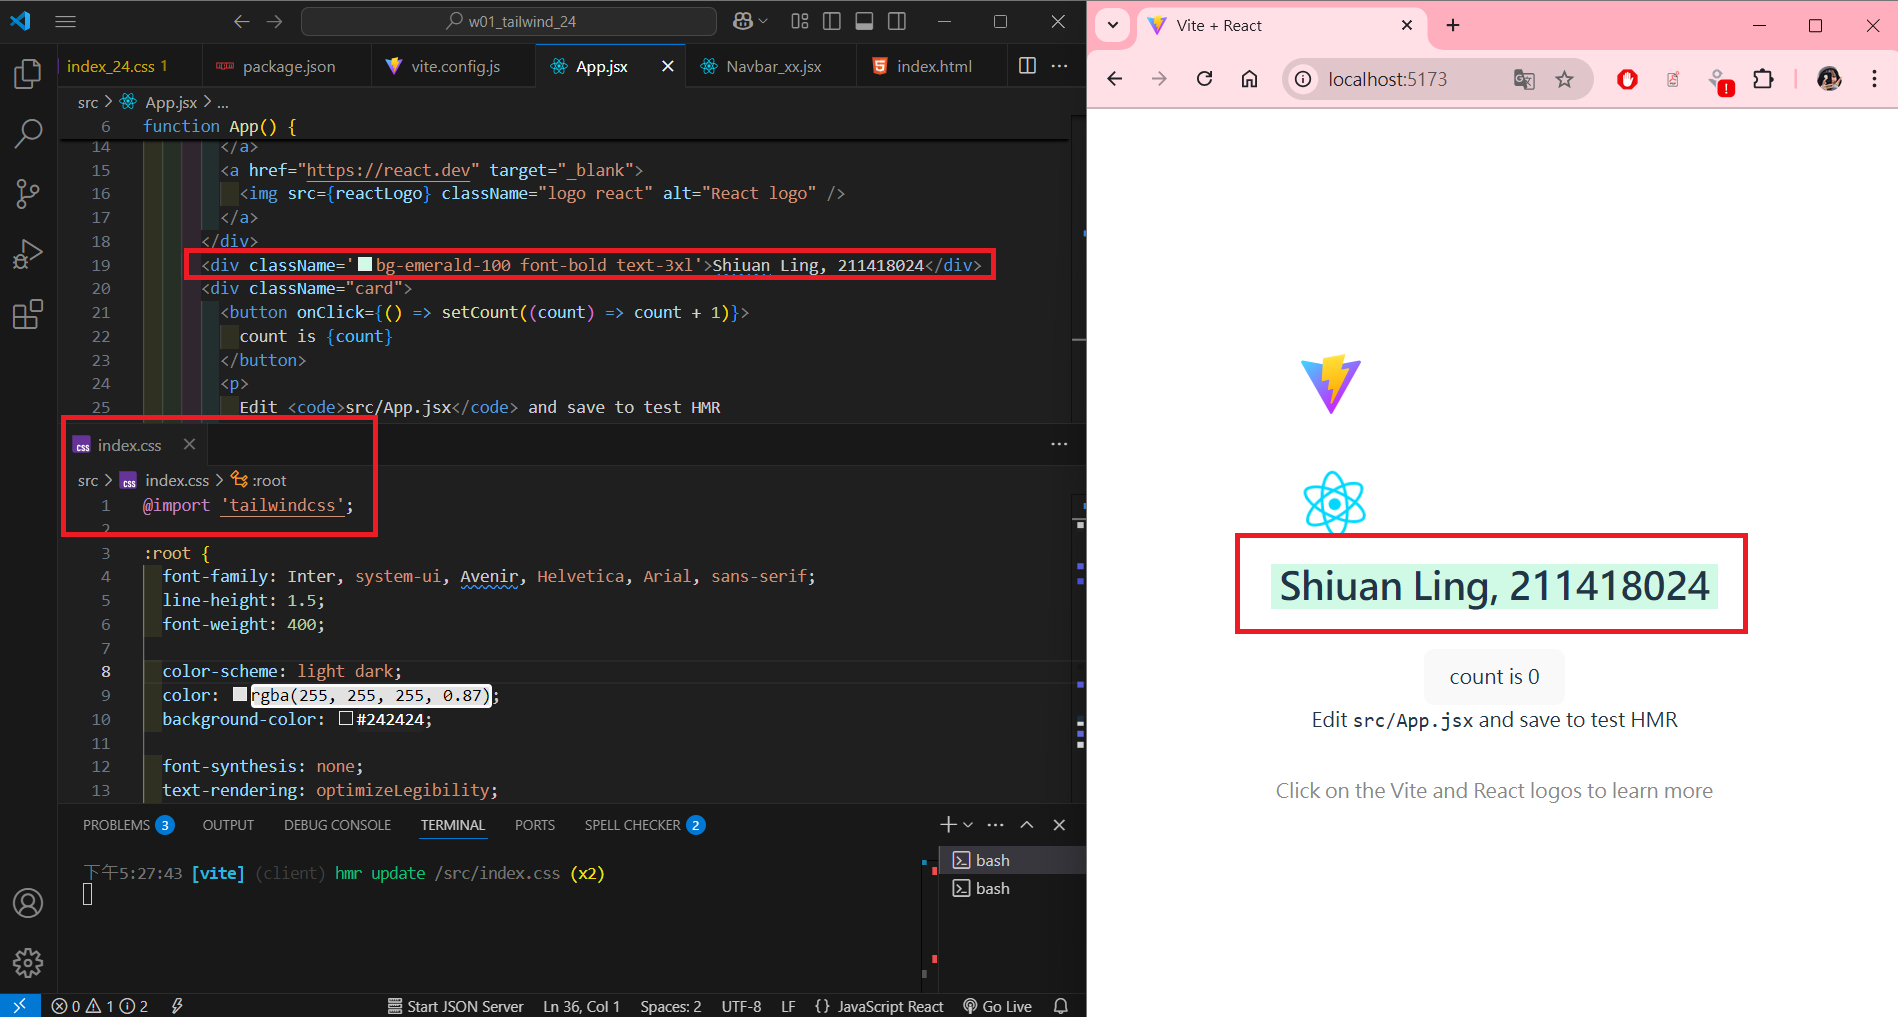 w01_tailwind_24
index_24.css 1
package.json
vite.config.js
App.jsx
Navbar_xx.jsx
index.html
src > App.jsx > ...
6 function App() {
14 </a>
15 <a href="https://react.dev" target="_blank">
16 <img src={reactLogo} className="logo react" alt="React logo" />
17 </a>
18 </div>
19 <div className='bg-emerald-100 font-bold text-3xl'>Shiuan Ling, 211418024</div>
20 <div className="card">
21 <button onClick={() => setCount((count) => count + 1)}>
22 count is {count}
23 </button>
24 <p>
25 Edit <code>src/App.jsx</code> and save to test HMR
css index.css
src > css index.css > :root
1 @import 'tailwindcss';
2
3 :root {
4 font-family: Inter, system-ui, Avenir, Helvetica, Arial, sans-serif;
5 line-height: 1.5;
6 font-weight: 400;
7
8 color-scheme: light dark;
9 color: rgba(255, 255, 255, 0.87);
10 background-color: #242424;
11
12 font-synthesis: none;
13 text-rendering: optimizeLegibility;
PROBLEMS 3
OUTPUT
DEBUG CONSOLE
TERMINAL
PORTS
SPELL CHECKER 2
下午5:27:43 [vite] (client) hmr update /src/index.css (x2)
bash
bash
0 1 2
Start JSON Server
Ln 36, Col 1
Spaces: 2
UTF-8
LF
{} JavaScript React
Go Live
Vite + React
localhost:5173
Shiuan Ling, 211418024
count is 0
Edit src/App.jsx and save to test HMR
Click on the Vite and React logos to learn more